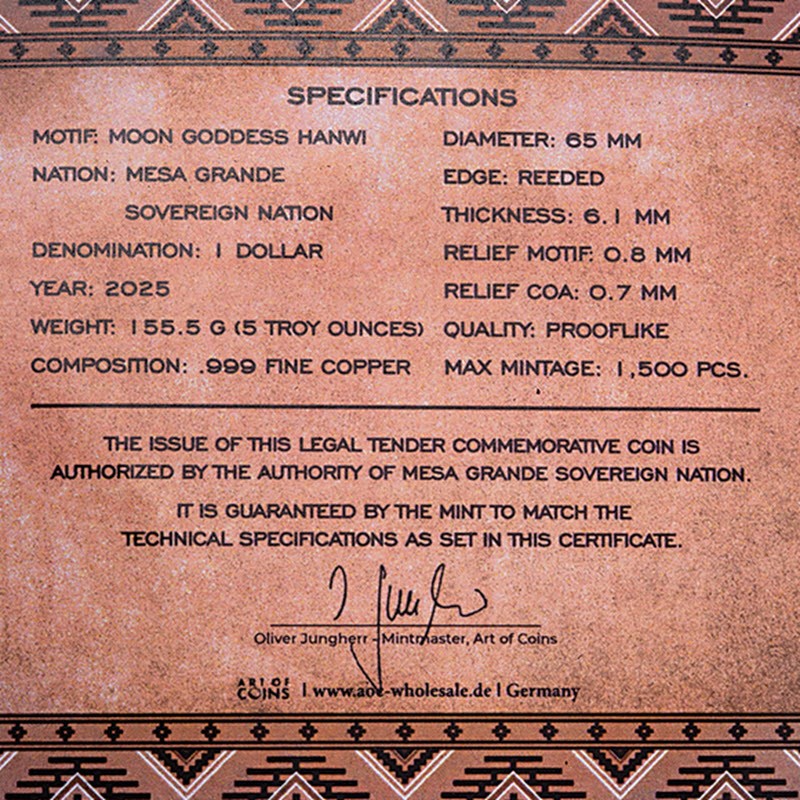 SPECIFICATIONS
MOTIF: MOON GODDESS HANWI
NATION: MESA GRANDE
SOVEREIGN NATION
DENOMINATION: 1 DOLLAR
YEAR: 2025
WEIGHT: 155.5 G (5 TROY OUNCES)
COMPOSITION: .999 FINE COPPER
DIAMETER: 65 MM
EDGE: REEDED
THICKNESS: 6.1 MM
RELIEF MOTIF: 0.8 MM
RELIEF COA: 0.7 MM
QUALITY: PROOFLIKE
MAX MINTAGE: 1,500 PCS.
THE ISSUE OF THIS LEGAL TENDER COMMEMORATIVE COIN IS
AUTHORIZED BY THE AUTHORITY OF MESA GRANDE SOVEREIGN NATION.
IT IS GUARANTEED BY THE MINT TO MATCH THE
TECHNICAL SPECIFICATIONS AS SET IN THIS CERTIFICATE.
Oliver Jungherr - Mintmaster, Art of Coins
ART OF
COINS | www.aoc-wholesale.de | Germany